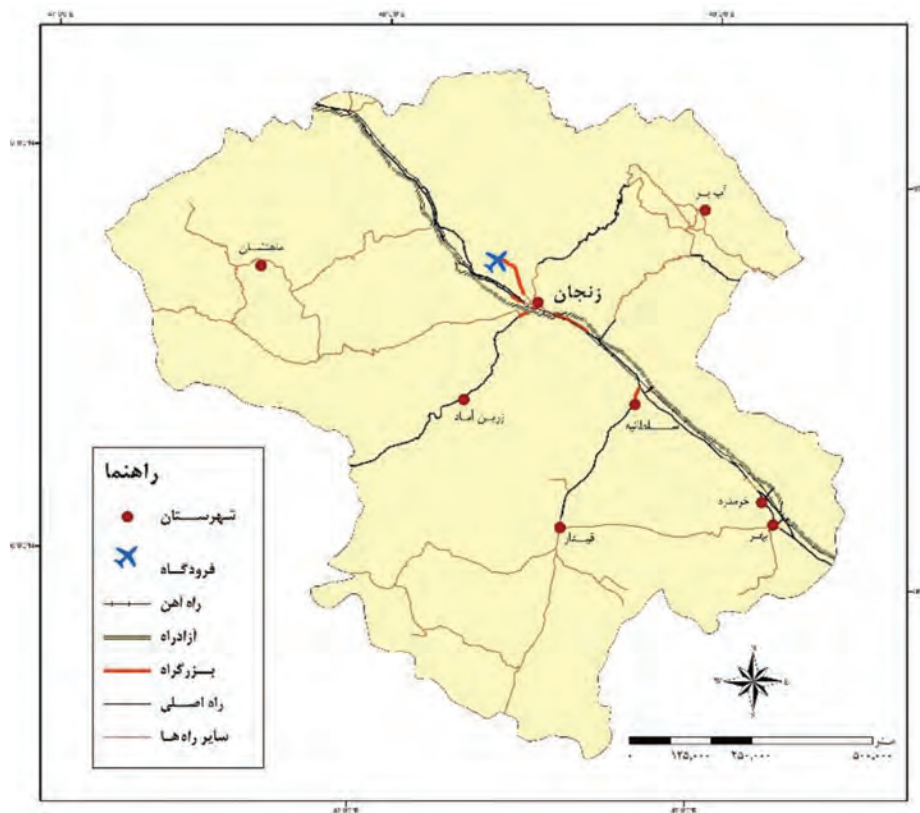 آب بر
ماهنشان
زنجان
زرین آباد
سلطانیه
خرمدره
ابهر
قیدار
راهنما
شهرستان
فرودگاه
راه آهن
آزادراه
بزرگراه
راه اصلی
سایر راه ها
N
W
E
S
متر
۰ ۱۲۵,۰۰۰ ۲۵۰,۰۰۰ ۵۰۰,۰۰۰